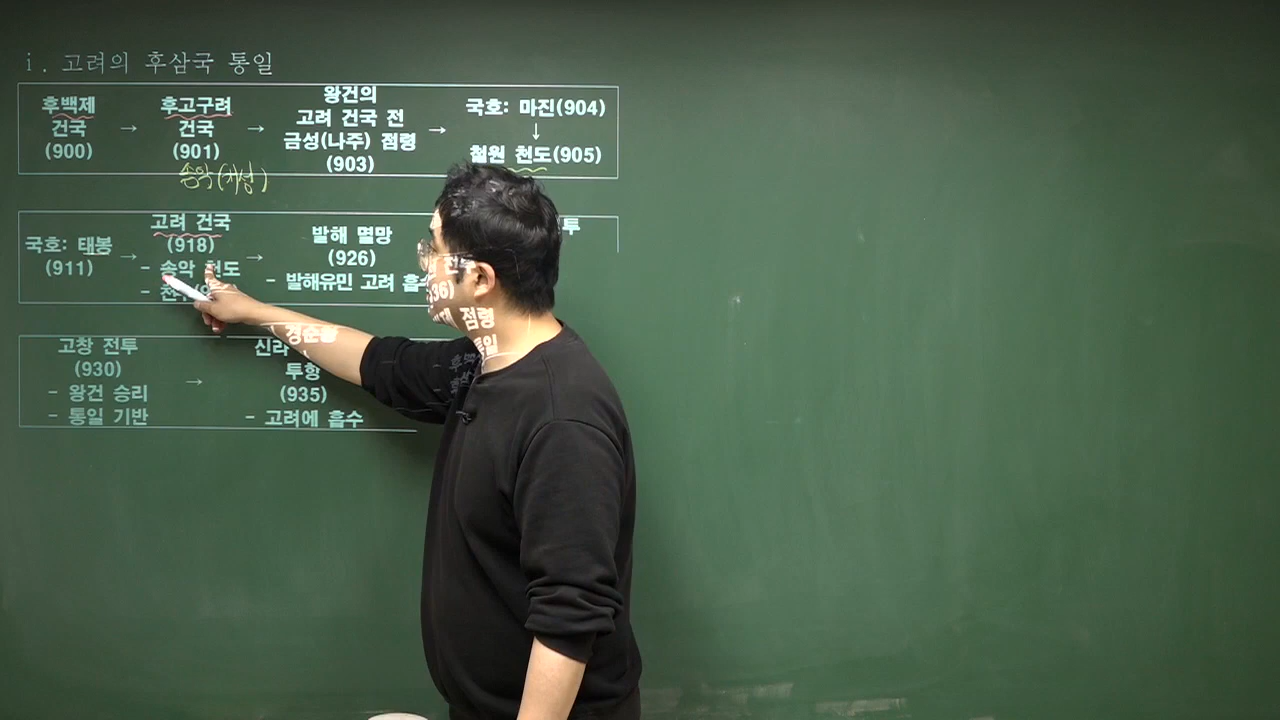 i. 고려의 후삼국 통일
후백제
건국
(900)
→
후고구려
건국
(901)
송악(개성)
→
왕건의
고려 건국 전
금성(나주) 점령
(903)
→
국호: 마진(904)
↓
철원 천도(905)
국호: 태봉
(911)
→
고려 건국
(918)
- 송악 천도
-
→
발해 멸망
(926)
- 발해유민 고려 흡수
투
고창 전투
(930)
- 왕건 승리
- 통일 기반
→
신라 경순왕
투항
(935)
- 고려에 흡수
36)
점령
통일